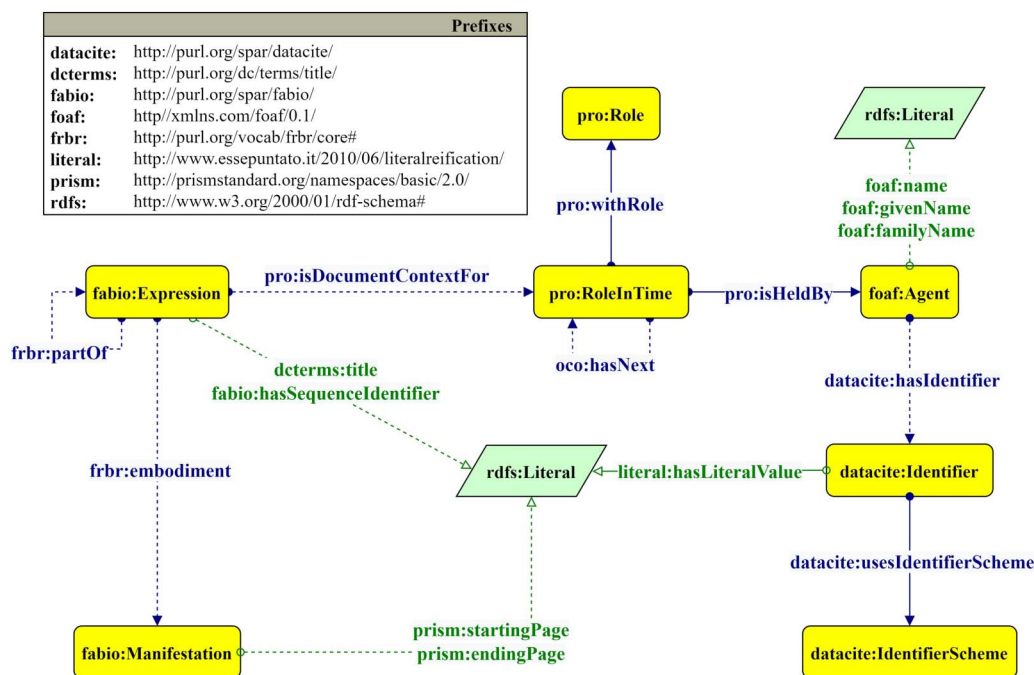 Prefixes
datacite: http://purl.org/spar/datacite/
dcterms: http://purl.org/dc/terms/title/
fabio: http://purl.org/spar/fabio/
foaf: http//xmlns.com/foaf/0.1/
frbr: http://purl.org/vocab/frbr/core#
literal: http://www.essepuntato.it/2010/06/literalreification/
prism: http://prismstandard.org/namespaces/basic/2.0/
rdfs: http://www.w3.org/2000/01/rdf-schema#
pro:Role
rdfs:Literal
pro:withRole
foaf:name
foaf:givenName
foaf:familyName
fabio:Expression
pro:isDocumentContextFor
pro:RoleInTime
pro:isHeldBy
foaf:Agent
frbr:partOf
oco:hasNext
dcterms:title
fabio:hasSequenceIdentifier
datacite:hasIdentifier
frbr:embodiment
rdfs:Literal
literal:hasLiteralValue
datacite:Identifier
datacite:usesIdentifierScheme
fabio:Manifestation
prism:startingPage
prism:endingPage
datacite:IdentifierScheme